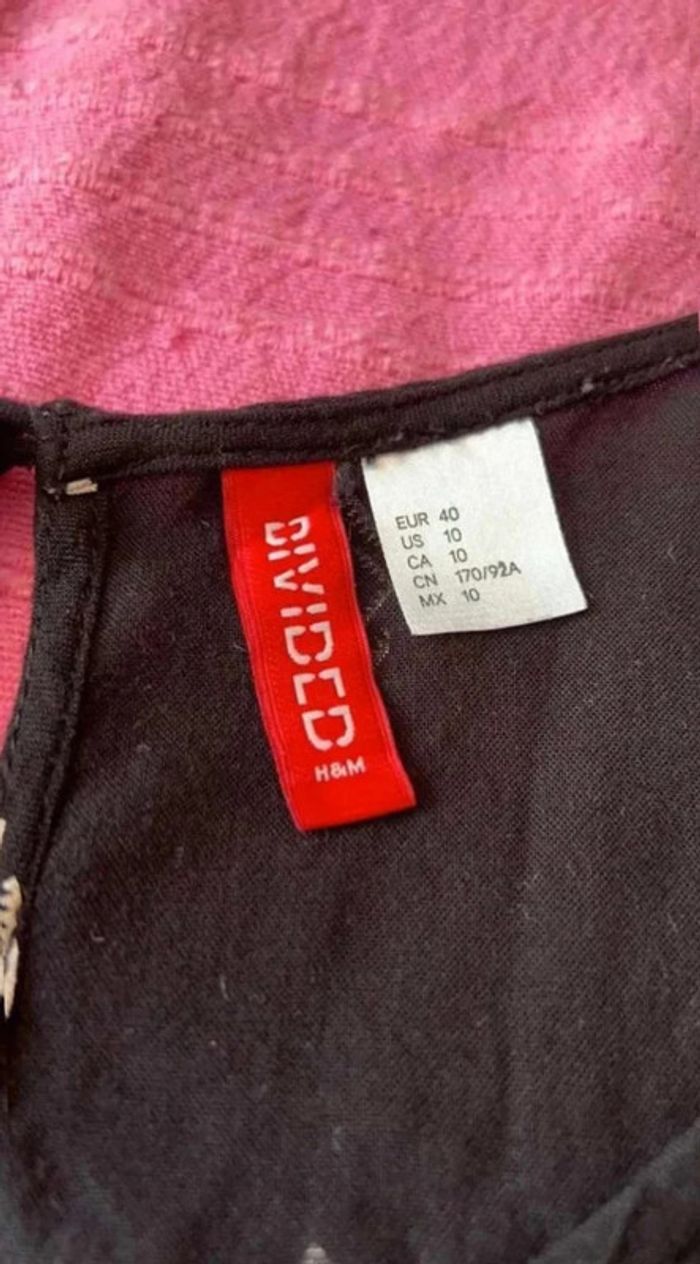 DIVIDED
H&M
EUR 40
US 10
CA 10
CN 170/92A
MX 10